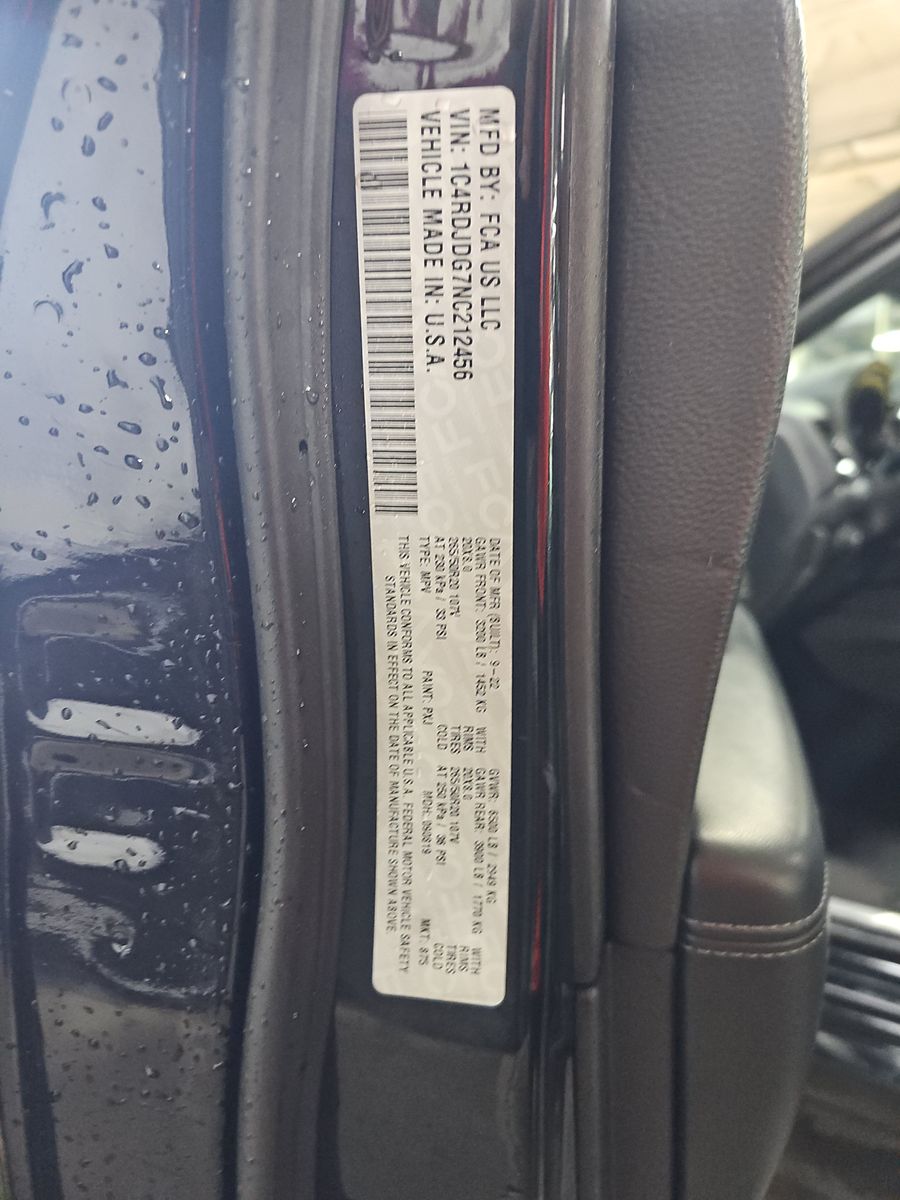 MFD BY: FCA US LLC
VIN: 1C4RDJDG7NC212456
VEHICLE MADE IN: U.S.A.
DATE OF MFR (BUILT): 9-22 GVWR: 6500 LB / 2949 KG
GAWR FRONT: 3200 LB / 1452 KG WITH GAWR REAR: 3900 LB / 1770 KG WITH
20X8.0 RIMS 20X8.0 RIMS
265/50R20 107V TIRES 265/50R20 107V TIRES
AT 230 kPa / 33 PSI COLD AT 250 kPa / 36 PSI COLD
TYPE: MPV PAINT: PXJ MDH: 090819 MKT: 875
THIS VEHICLE CONFORMS TO ALL APPLICABLE U.S.A. FEDERAL MOTOR VEHICLE SAFETY
STANDARDS IN EFFECT ON THE DATE OF MANUFACTURE SHOWN ABOVE.